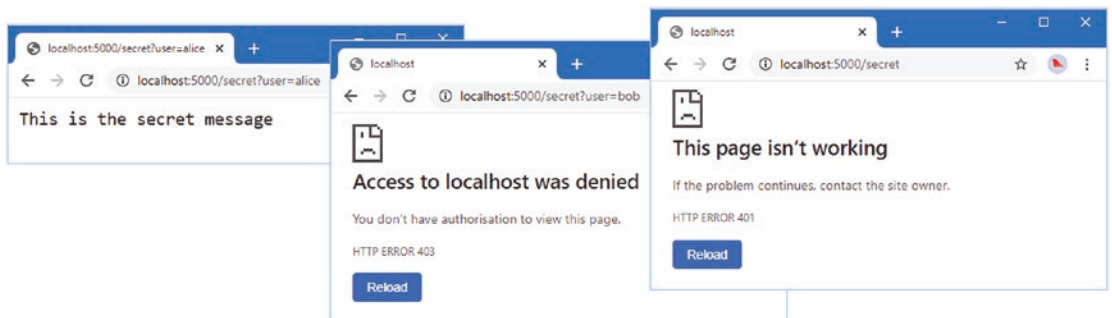 localhost:5000/secret?user=alice
localhost:5000/secret?user=alice
This is the secret message
localhost
localhost:5000/secret?user=bob
Access to localhost was denied
You don't have authorisation to view this page.
HTTP ERROR 403
Reload
localhost
localhost:5000/secret
This page isn't working
If the problem continues, contact the site owner.
HTTP ERROR 401
Reload